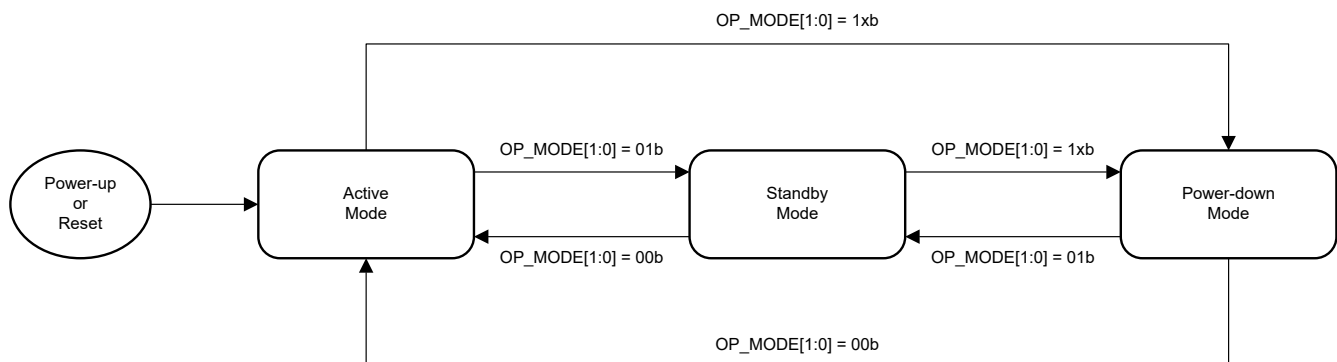 OP_MODE[1:0] = 1xb
OP_MODE[1:0] = 01b
OP_MODE[1:0] = 1xb
Power-up
or
Reset
Active
Mode
Standby
Mode
Power-down
Mode
OP_MODE[1:0] = 00b
OP_MODE[1:0] = 01b
OP_MODE[1:0] = 00b